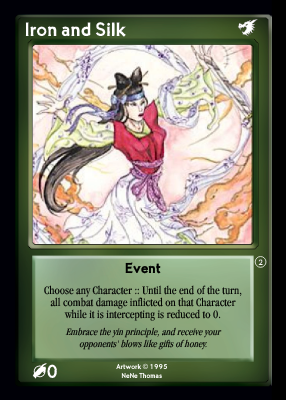 Iron and Silk
Event
2
Choose any Character :: Until the end of the turn,
all combat damage inflicted on that Character
while it is intercepting is reduced to 0.
Embrace the yin principle, and receive your
opponents' blows like gifts of honey.
0
Artwork © 1995
NeNe Thomas